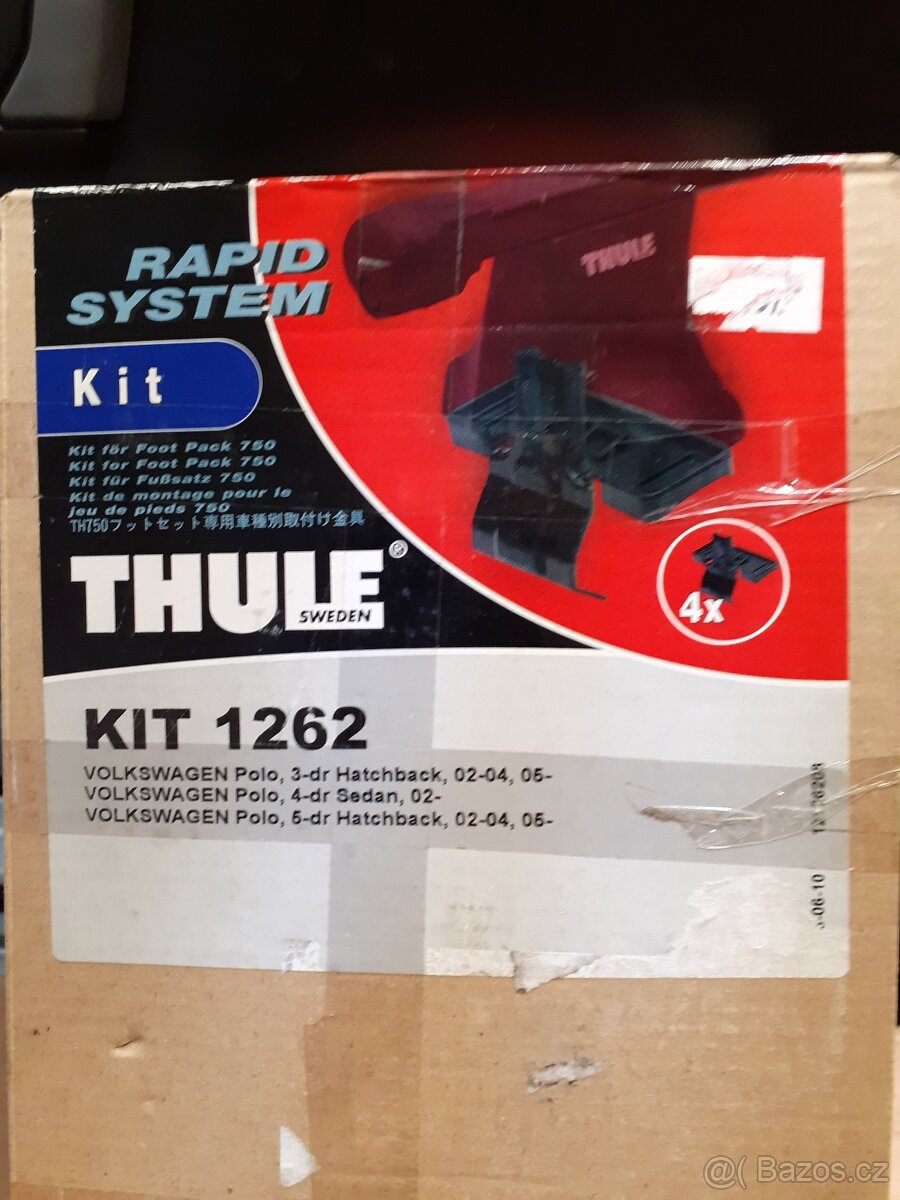 RAPID
SYSTEM
THULE
Kit
Kit för Foot Pack 750
Kit for Foot Pack 750
Kit für Fußsatz 750
Kit de montage pour le
jeu de pieds 750
TH750フットセット専用車種別取付け金具
THULE®
SWEDEN
4x
KIT 1262
VOLKSWAGEN Polo, 3-dr Hatchback, 02-04, 05-
VOLKSWAGEN Polo, 4-dr Sedan, 02-
VOLKSWAGEN Polo, 5-dr Hatchback, 02-04, 05-
-06-10
@( Bazos.cz